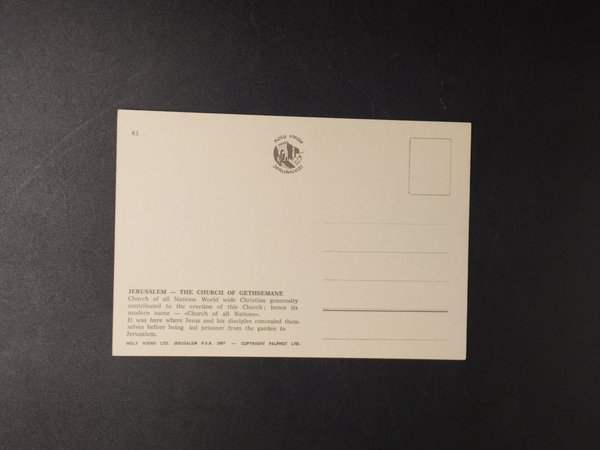 83
HOLY VIEWS
JERUSALEM
JERUSALEM — THE CHURCH OF GETHSEMANE
Church of all Nations. World wide Christian generosity
contributed to the erection of this Church; hence its
modern name — «Church of all Nations».
It was here where Jesus and his disciples concealed them-
selves before being led prisoner from the garden to
Jerusalem.
HOLY VIEWS LTD. JERUSALEM P.O.B. 2497 — COPYRIGHT PALPHOT LTD.